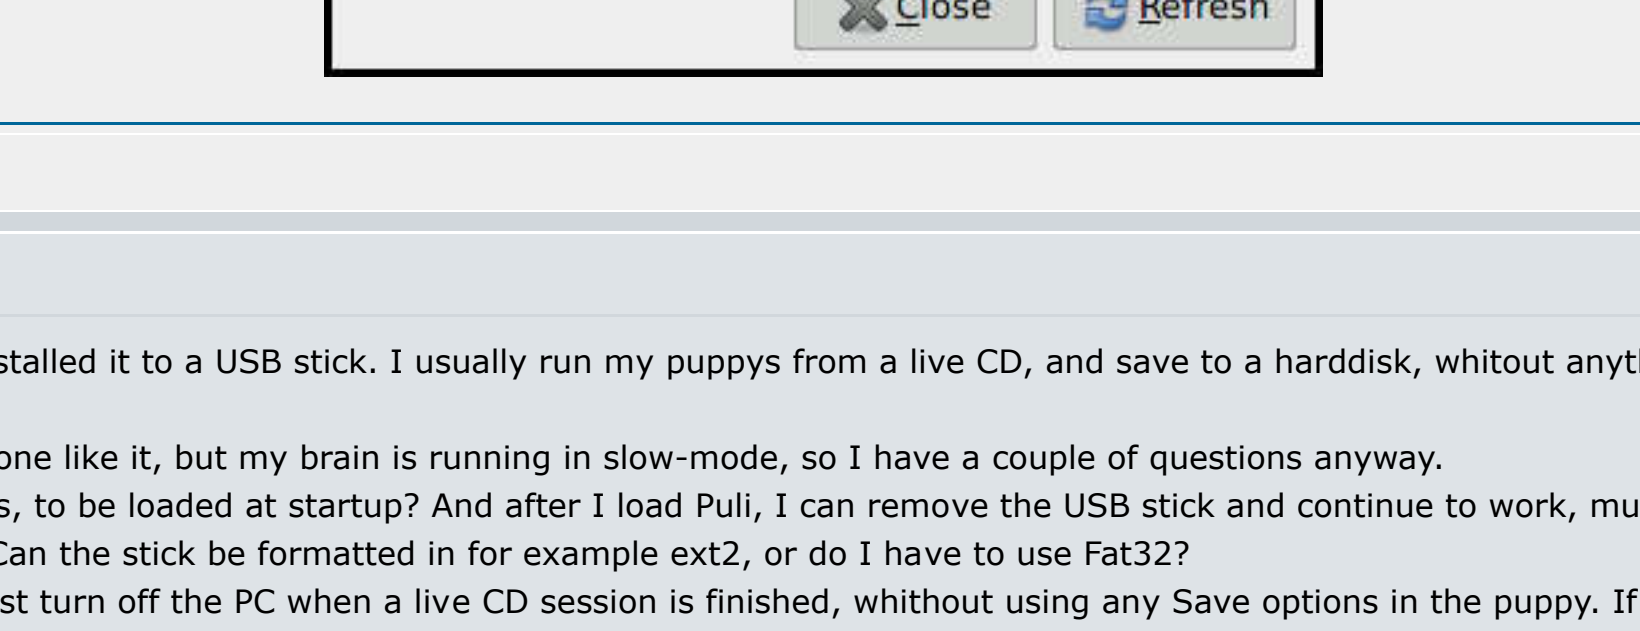 Close Refresh
stalled it to a USB stick. I usually run my puppys from a live CD, and save to a harddisk, whitout
one like it, but my brain is running in slow-mode, so I have a couple of questions anyway.
s, to be loaded at startup? And after I load Puli, I can remove the USB stick and continue to work, mu
Can the stick be formatted in for example ext2, or do I have to use Fat32?
st turn off the PC when a live CD session is finished, whithout using any Save options in the puppy. If